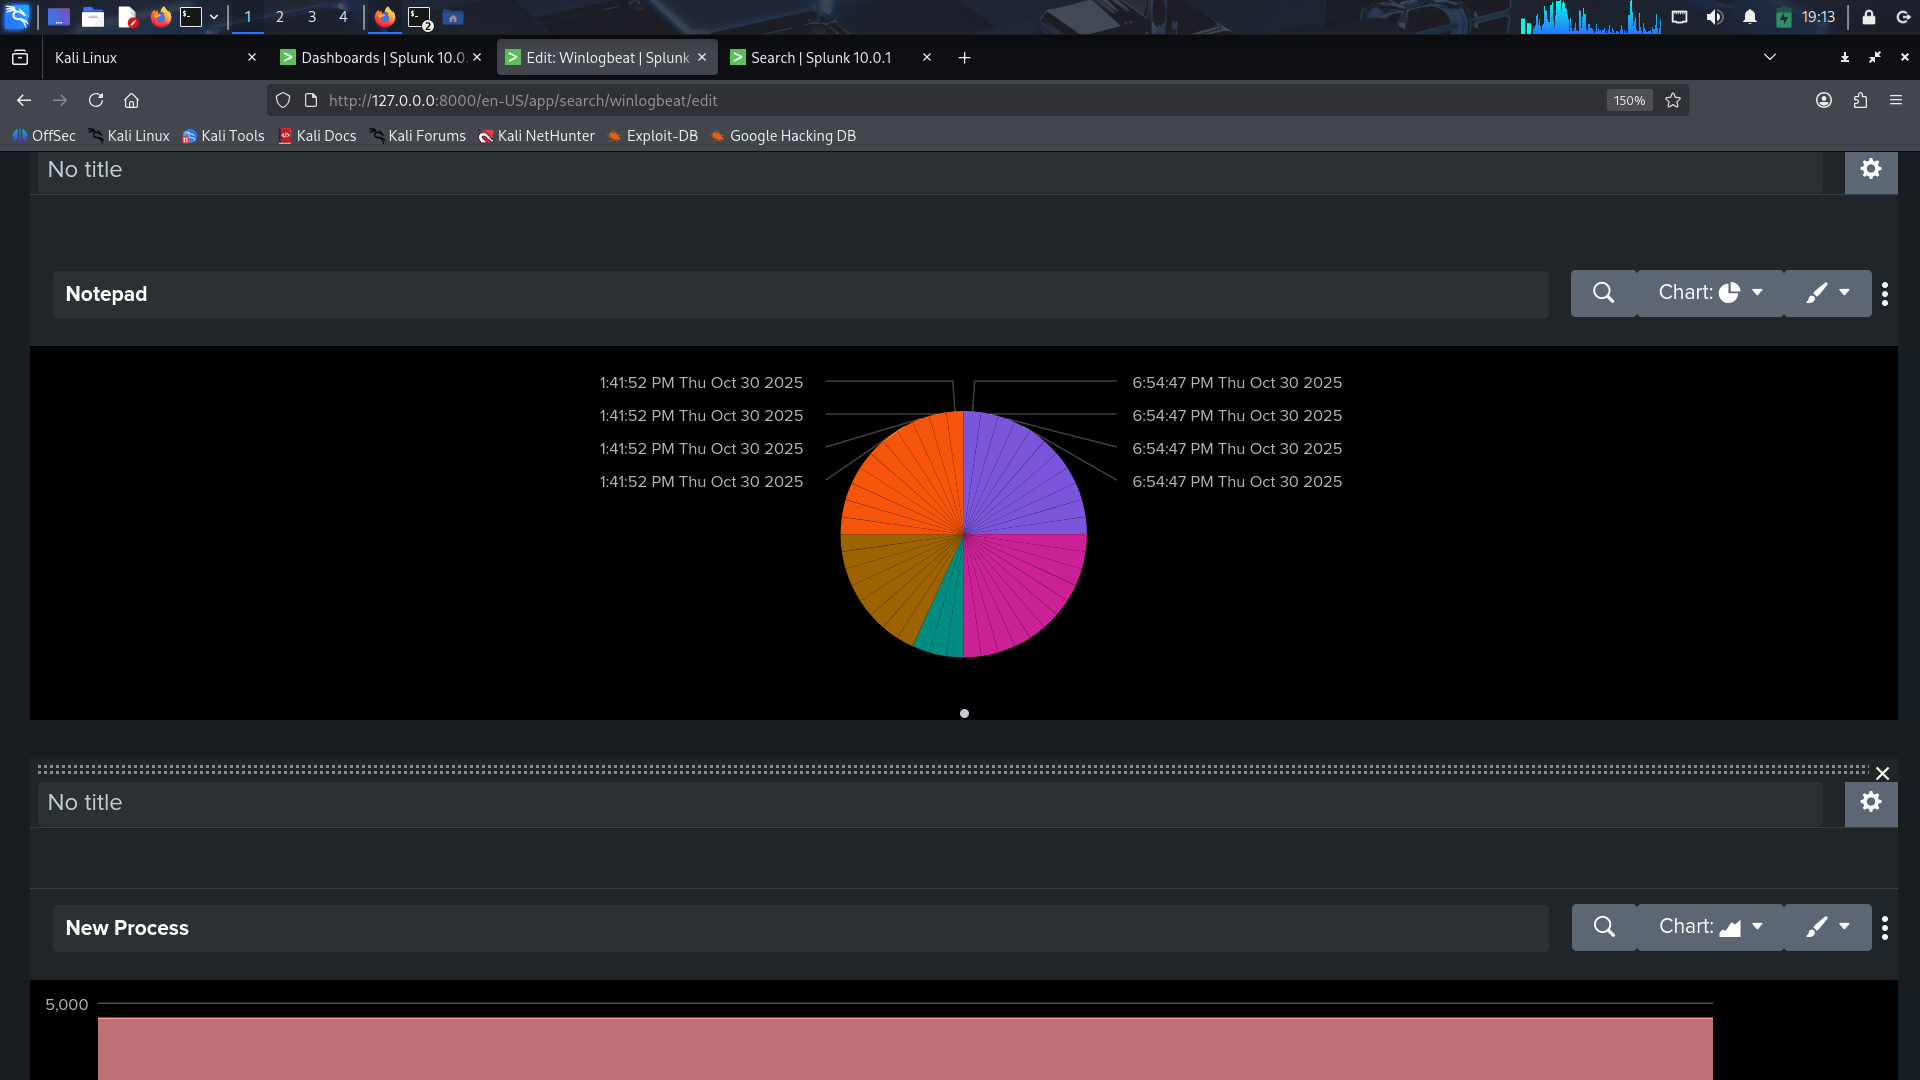 1 2 3 4 2 19:13
Kali Linux Dashboards | Splunk 10.0. Edit: Winlogbeat | Splunk Search | Splunk 10.0.1
http://127.0.0.0:8000/en-US/app/search/winlogbeat/edit 150%
OffSec Kali Linux Kali Tools Kali Docs Kali Forums Kali NetHunter Exploit-DB Google Hacking DB
No title
Notepad Chart:
1:41:52 PM Thu Oct 30 2025 6:54:47 PM Thu Oct 30 2025
1:41:52 PM Thu Oct 30 2025 6:54:47 PM Thu Oct 30 2025
1:41:52 PM Thu Oct 30 2025 6:54:47 PM Thu Oct 30 2025
1:41:52 PM Thu Oct 30 2025 6:54:47 PM Thu Oct 30 2025
No title
New Process Chart:
5,000